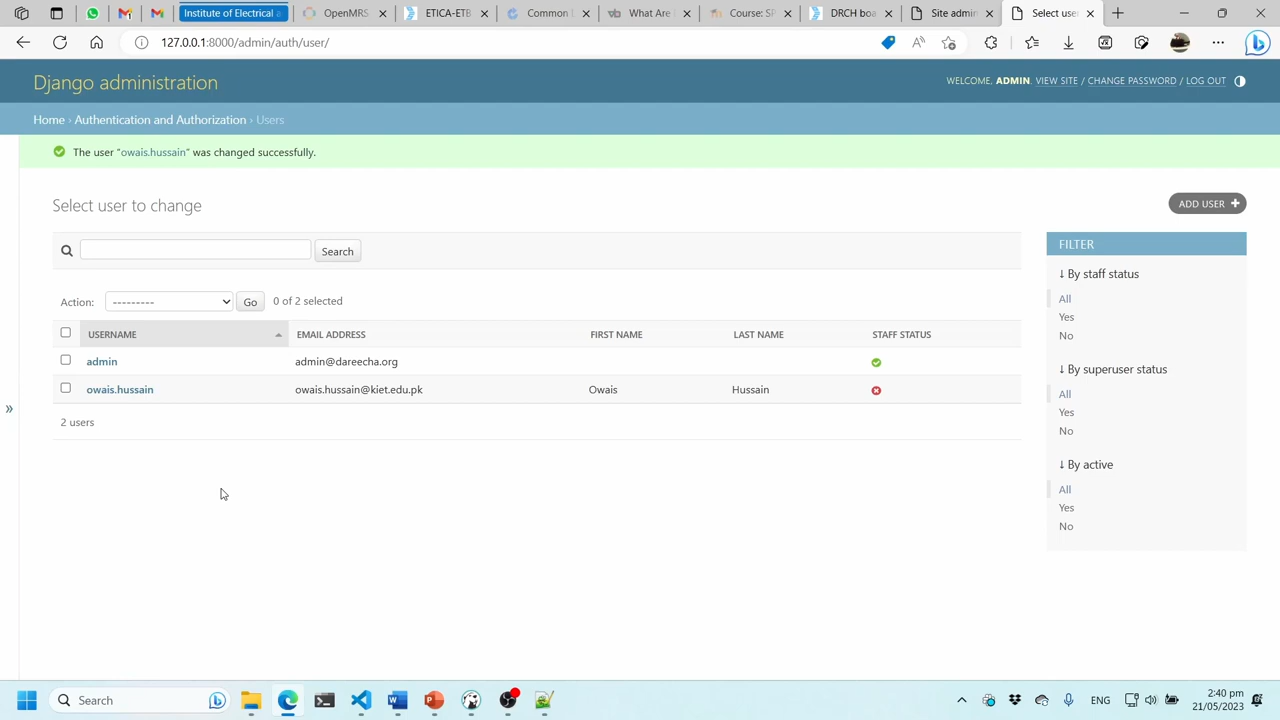 Institute of Electrical a
OpenMRS
ETICA-ETB
Common L
What Are
Course: SP
DRCH boa
Site admin
Select use
127.0.0.1:8000/admin/auth/user/
Django administration
WELCOME, ADMIN. VIEW SITE / CHANGE PASSWORD / LOG OUT
Home › Authentication and Authorization › Users
The user “owais.hussain” was changed successfully.
Select user to change
ADD USER +
Search
FILTER
↓ By staff status
All
Yes
No
↓ By superuser status
All
Yes
No
↓ By active
All
Yes
No
Action: --------- Go 0 of 2 selected
USERNAME EMAIL ADDRESS FIRST NAME LAST NAME STAFF STATUS
admin admin@dareecha.org
owais.hussain owais.hussain@kiet.edu.pk Owais Hussain
2 users
»
Search
ENG
2:40 pm
21/05/2023